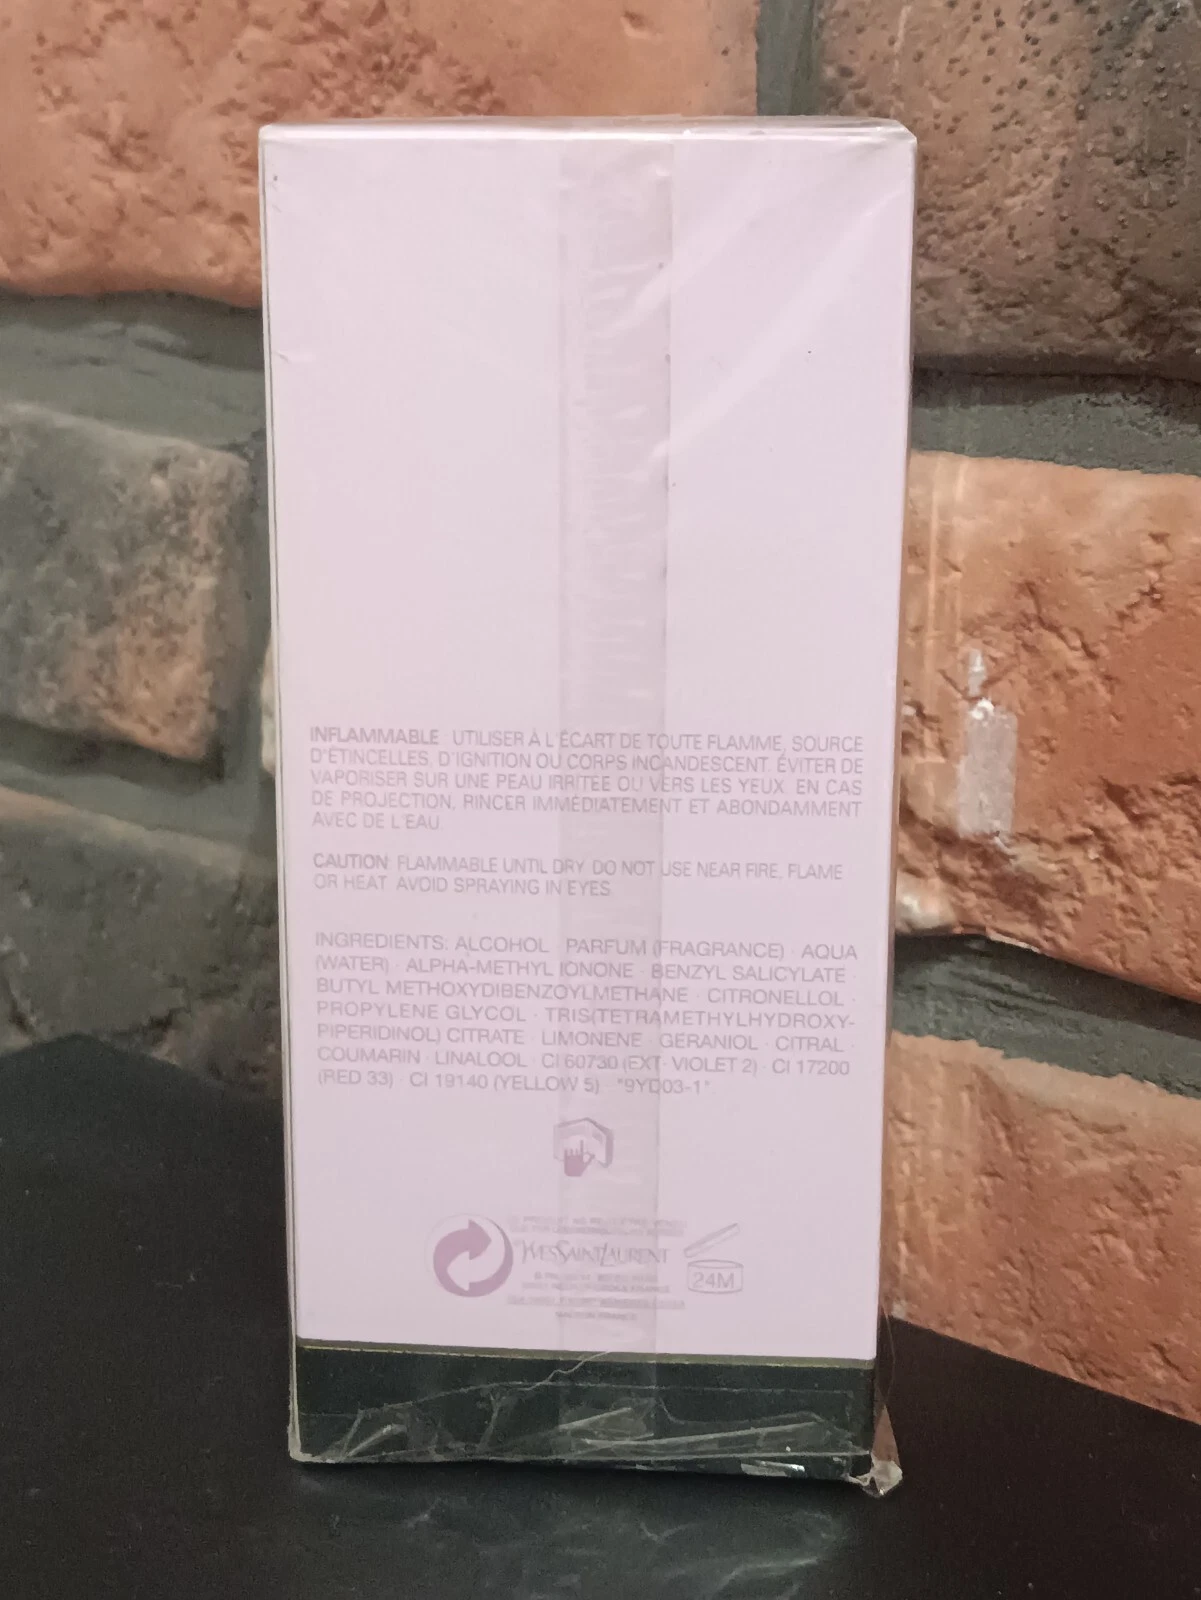 INFLAMMABLE : UTILISER À L'ÉCART DE TOUTE FLAMME, SOURCE
D'ÉTINCELLES, D'IGNITION OU CORPS INCANDESCENT. ÉVITER DE
VAPORISER SUR UNE PEAU IRRITÉE OU VERS LES YEUX. EN CAS
DE PROJECTION, RINCER IMMÉDIATEMENT ET ABONDAMMENT
AVEC DE L'EAU.
CAUTION: FLAMMABLE UNTIL DRY. DO NOT USE NEAR FIRE, FLAME
OR HEAT. AVOID SPRAYING IN EYES.
INGREDIENTS: ALCOHOL · PARFUM (FRAGRANCE) · AQUA
(WATER) · ALPHA-METHYL IONONE · BENZYL SALICYLATE ·
BUTYL METHOXYDIBENZOYLMETHANE · CITRONELLOL ·
PROPYLENE GLYCOL · TRIS(TETRAMETHYLHYDROXY-
PIPERIDINOL) CITRATE · LIMONENE · GERANIOL · CITRAL ·
COUMARIN · LINALOOL · CI 60730 (EXT· VIOLET 2) · CI 17200
(RED 33) · CI 19140 (YELLOW 5) · "9YD03-1".
YVESSAINTLAURENT
24M
MADE IN FRANCE